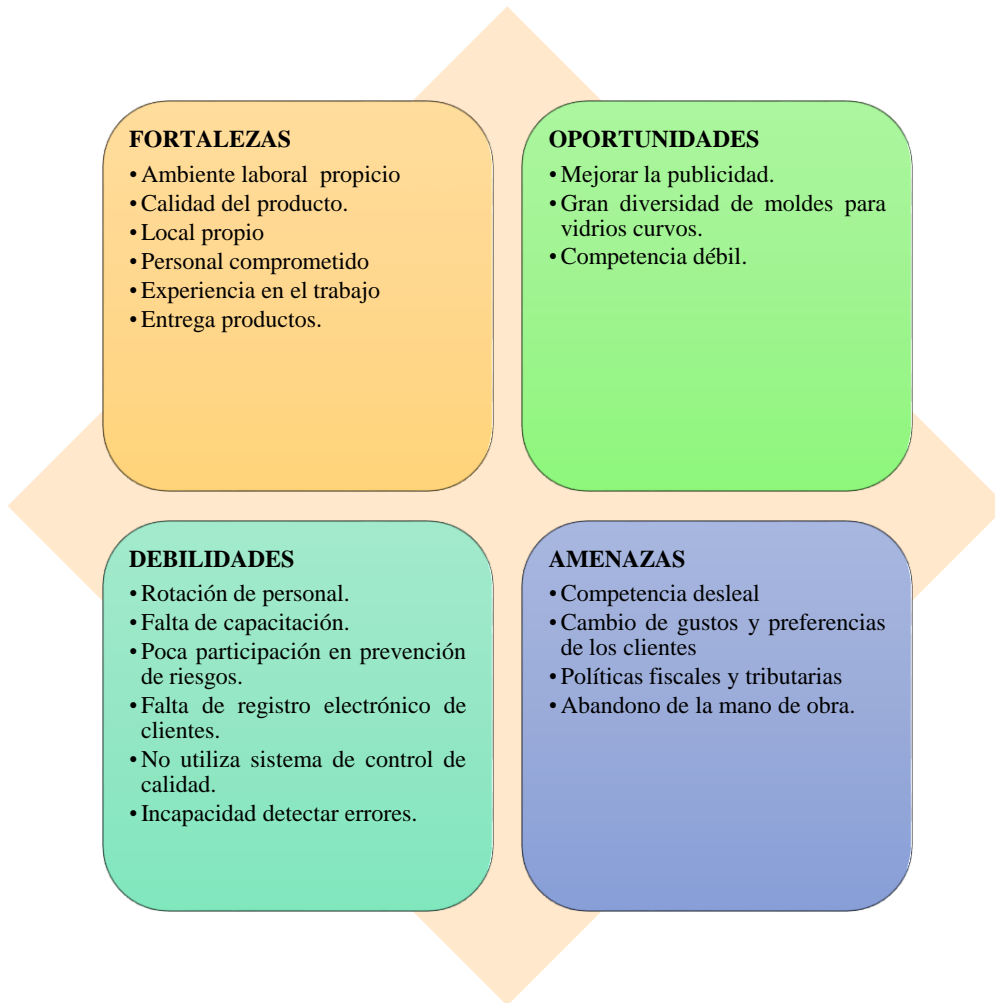 FORTALEZAS
• Ambiente laboral propicio
• Calidad del producto.
• Local propio
• Personal comprometido
• Experiencia en el trabajo
• Entrega productos.
OPORTUNIDADES
• Mejorar la publicidad.
• Gran diversidad de moldes para
vidrios curvos.
• Competencia débil.
DEBILIDADES
• Rotación de personal.
• Falta de capacitación.
• Poca participación en prevención
de riesgos.
• Falta de registro electrónico de
clientes.
• No utiliza sistema de control de
calidad.
• Incapacidad detectar errores.
AMENAZAS
• Competencia desleal
• Cambio de gustos y preferencias
de los clientes
• Políticas fiscales y tributarias
• Abandono de la mano de obra.